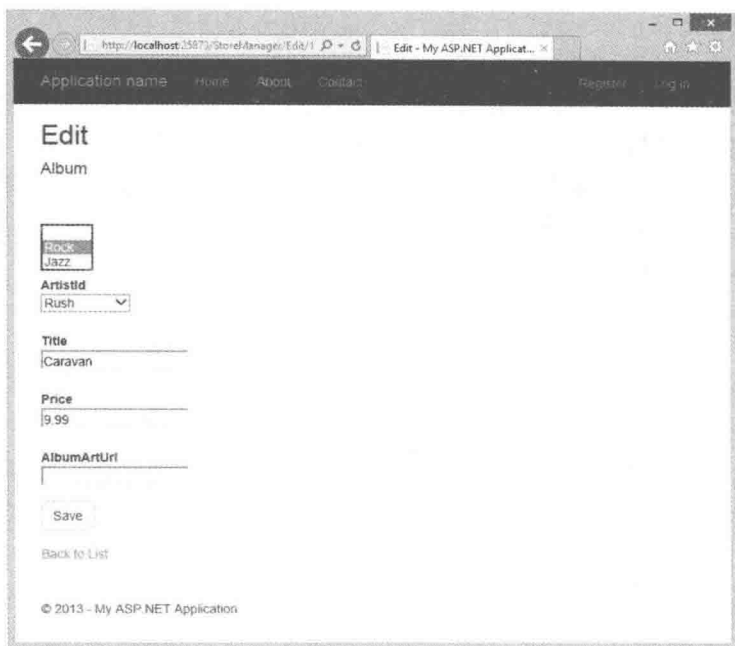 http://localhost:25873/StoreManager/Edit/1
Edit - My ASP.NET Applicat...
Application name Home About Contact Register Log in
Edit
Album
Rock
Jazz
ArtistId
Rush
Title
Caravan
Price
9.99
AlbumArtUrl
Save
Back to List
© 2013 - My ASP.NET Application